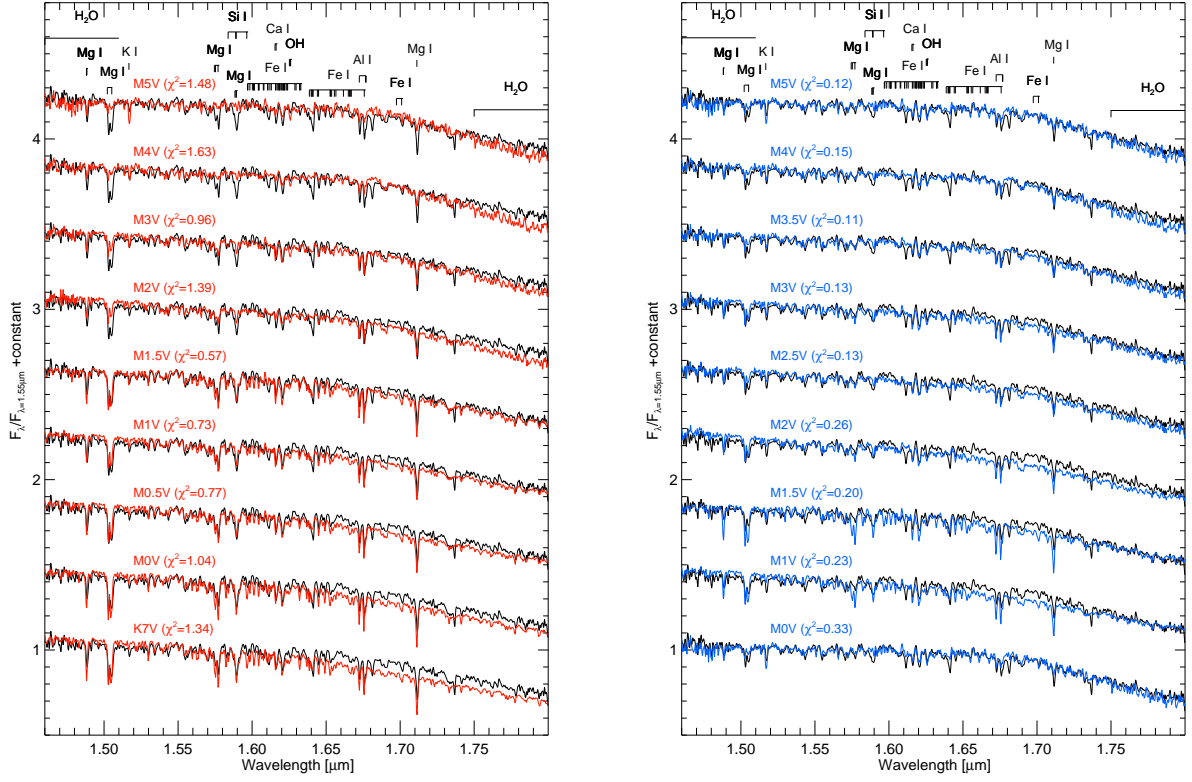 H₂O
Si I
Ca I
OH
Mg I
K I
Mg I
Mg I
Mg I
Fe I
Fe I
Al I
Mg I
Fe I
H₂O
M5V (χ²=1.48)
M4V (χ²=1.63)
M3V (χ²=0.96)
M2V (χ²=1.39)
M1.5V (χ²=0.57)
M1V (χ²=0.73)
M0.5V (χ²=0.77)
M0V (χ²=1.04)
K7V (χ²=1.34)
4
3
2
1
F_λ/F_λ=1.55μm +constant
1.50 1.55 1.60 1.65 1.70 1.75
Wavelength [μm]
H₂O
Si I
Ca I
OH
Mg I
K I
Mg I
Mg I
Mg I
Fe I
Fe I
Al I
Mg I
Fe I
H₂O
M5V (χ²=0.12)
M4V (χ²=0.15)
M3.5V (χ²=0.11)
M3V (χ²=0.13)
M2.5V (χ²=0.13)
M2V (χ²=0.26)
M1.5V (χ²=0.20)
M1V (χ²=0.23)
M0V (χ²=0.33)
4
3
2
1
F_λ/F_λ=1.55μm +constant
1.50 1.55 1.60 1.65 1.70 1.75
Wavelength [μm]